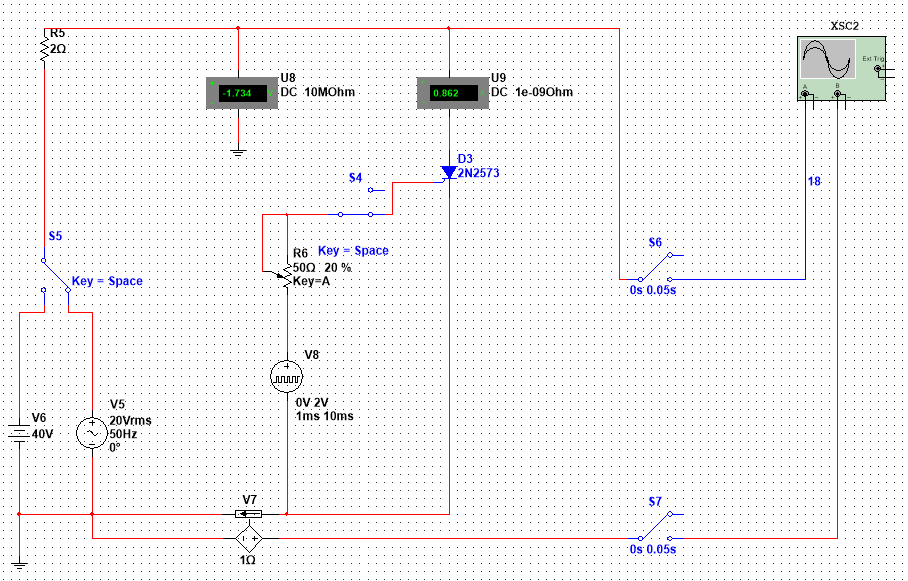 XSC2
R5
2Ω
Ext Trig
U8
-1.734
DC 10MOhm
U9
0.862
DC 1e-09Ohm
A
B
D3
2N2573
S4
18
S5
Key = Space
R6
Key = Space
50Ω 20 %
Key=A
S6
0s 0.05s
V8
0V 2V
1ms 10ms
V6
40V
V5
20Vrms
50Hz
0°
V7
1Ω
S7
0s 0.05s